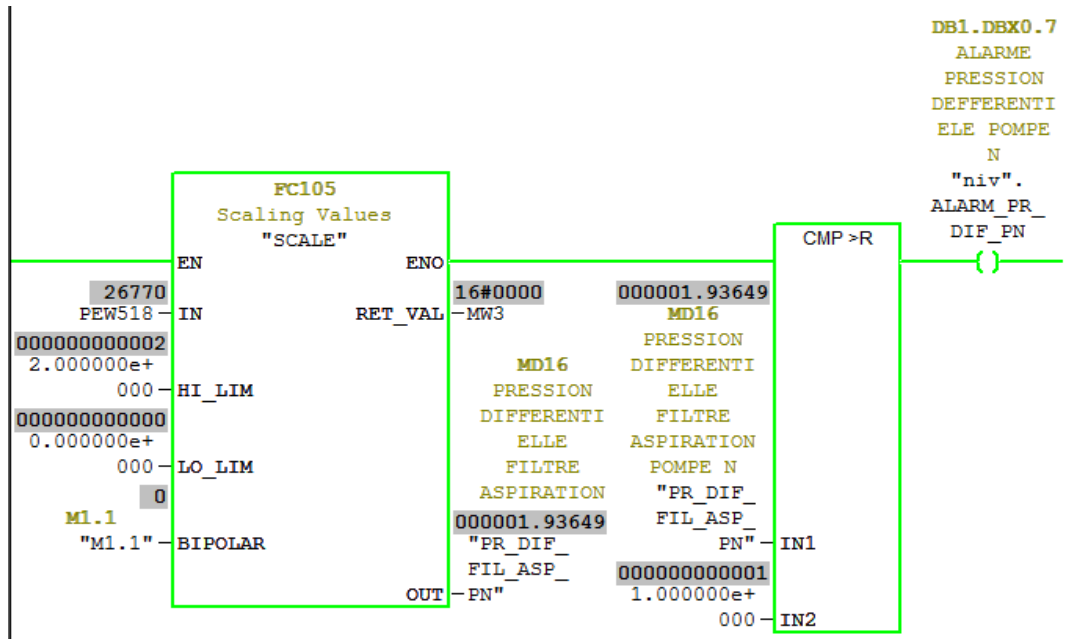 DB1.DBX0.7
ALARME
PRESSION
DEFFERENTI
ELE POMPE
N
"niv".
ALARM_PR_
DIF_PN
FC105
Scaling Values
"SCALE"
EN
ENO
26770
PEW518
IN
16#0000
RET_VAL
MW3
000000000002
2.000000e+
000
HI_LIM
000000000000
0.000000e+
000
LO_LIM
0
M1.1
"M1.1"
BIPOLAR
MD16
PRESSION
DIFFERENTI
ELLE
FILTRE
ASPIRATION
000001.93649
"PR_DIF_
FIL_ASP_
PN"
OUT
CMP >R
000001.93649
MD16
PRESSION
DIFFERENTI
ELLE
FILTRE
ASPIRATION
POMPE N
"PR_DIF_
FIL_ASP_
PN"
IN1
000000000001
1.000000e+
000
IN2